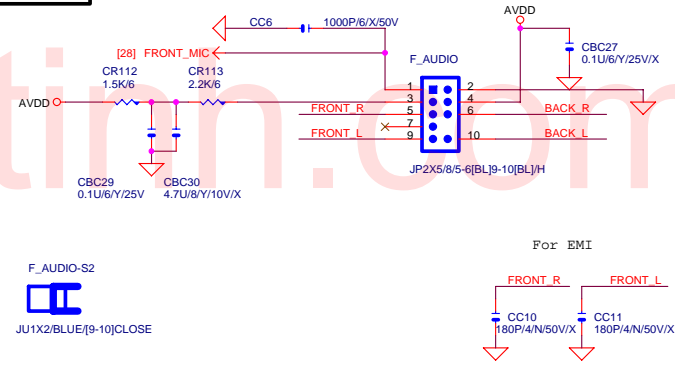 AVDD
CC6 1000P/6/X/50V
CBC27
0.1U/6/Y/25V/X
[28] FRONT_MIC
F_AUDIO
CR112 CR113
1.5K/6 2.2K/6
AVDD
1 2
3 4
FRONT_R 5 6 BACK_R
7
FRONT_L 9 10 BACK_L
JP2X5/8/5-6[BL]9-10[BL]/H
CBC29 CBC30
0.1U/6/Y/25V 4.7U/8/Y/10V/X
tinh.com
For EMI
F_AUDIO-S2
FRONT_R FRONT_L
CC10 CC11
180P/4/N/50V/X 180P/4/N/50V/X
JU1X2/BLUE/[9-10]CLOSE